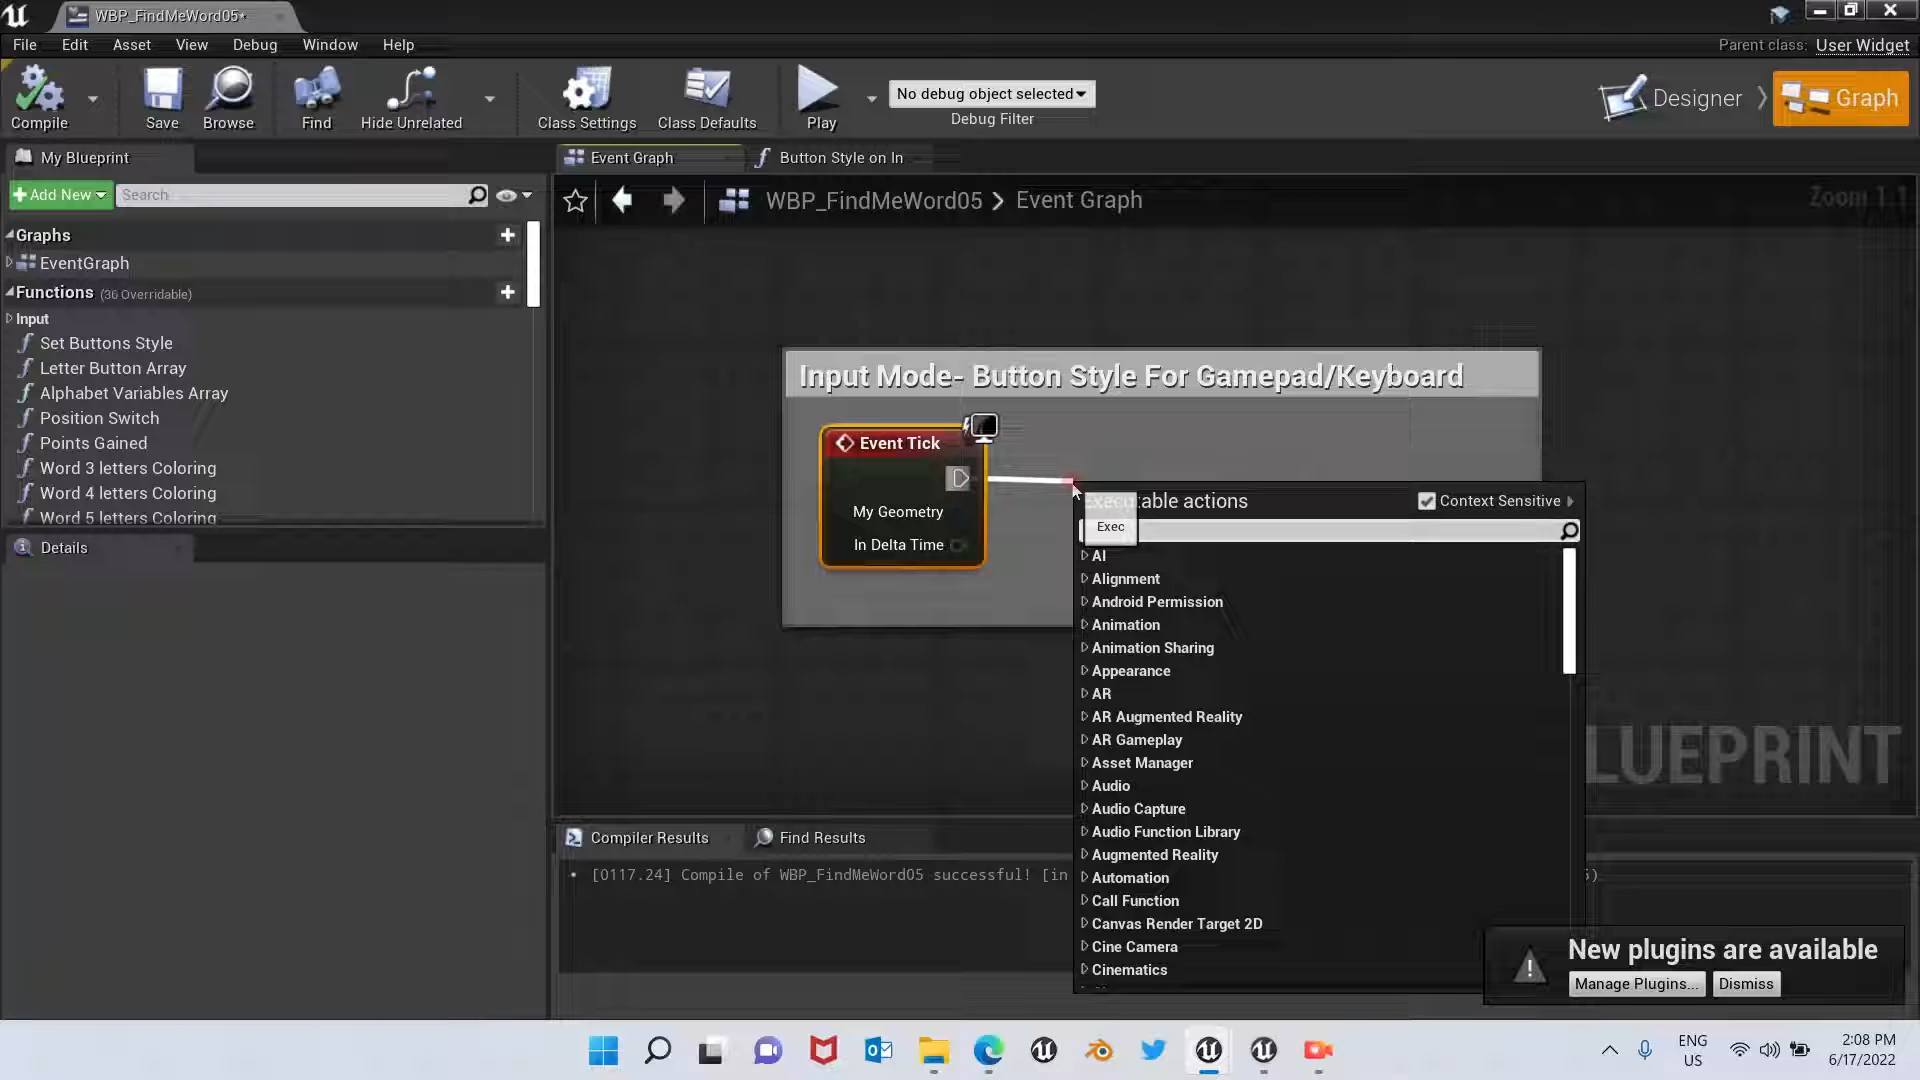 WBP_FindMeWord05*
File Edit Asset View Debug Window Help
Parent class: User Widget
Compile
Save
Browse
Find
Hide Unrelated
Class Settings
Class Defaults
Play
No debug object selected
Debug Filter
Designer
Graph
My Blueprint
Event Graph
Button Style on In
Add New
Search
WBP_FindMeWord05 > Event Graph
Zoom 1:1
Graphs
EventGraph
Functions (36 Overridable)
Input
Set Buttons Style
Letter Button Array
Alphabet Variables Array
Position Switch
Points Gained
Word 3 letters Coloring
Word 4 letters Coloring
Word 5 letters Coloring
Details
Input Mode- Button Style For Gamepad/Keyboard
Event Tick
My Geometry
In Delta Time
Executable actions
Context Sensitive
Exec
AI
Alignment
Android Permission
Animation
Animation Sharing
Appearance
AR
AR Augmented Reality
AR Gameplay
Asset Manager
Audio
Audio Capture
Audio Function Library
Augmented Reality
Automation
Call Function
Canvas Render Target 2D
Cine Camera
Cinematics
LUEPRINT
Compiler Results
Find Results
[0117.24] Compile of WBP_FindMeWord05 successful! [in
New plugins are available
Manage Plugins...
Dismiss
ENG
US
2:08 PM
6/17/2022